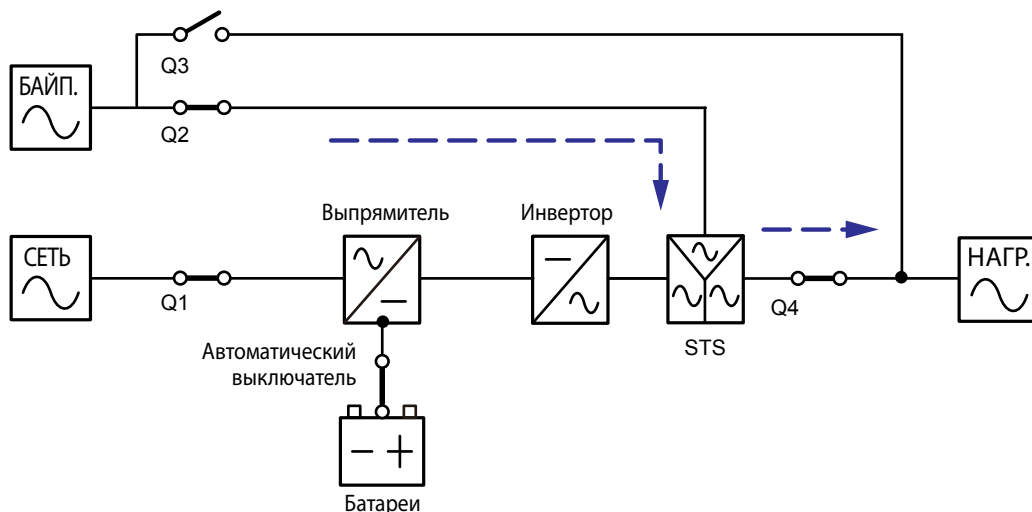 Q3
БАЙП.
Q2
Выпрямитель
Инвертор
СЕТЬ
НАГР.
Q1
Q4
STS
Автоматический
выключатель
Батареи